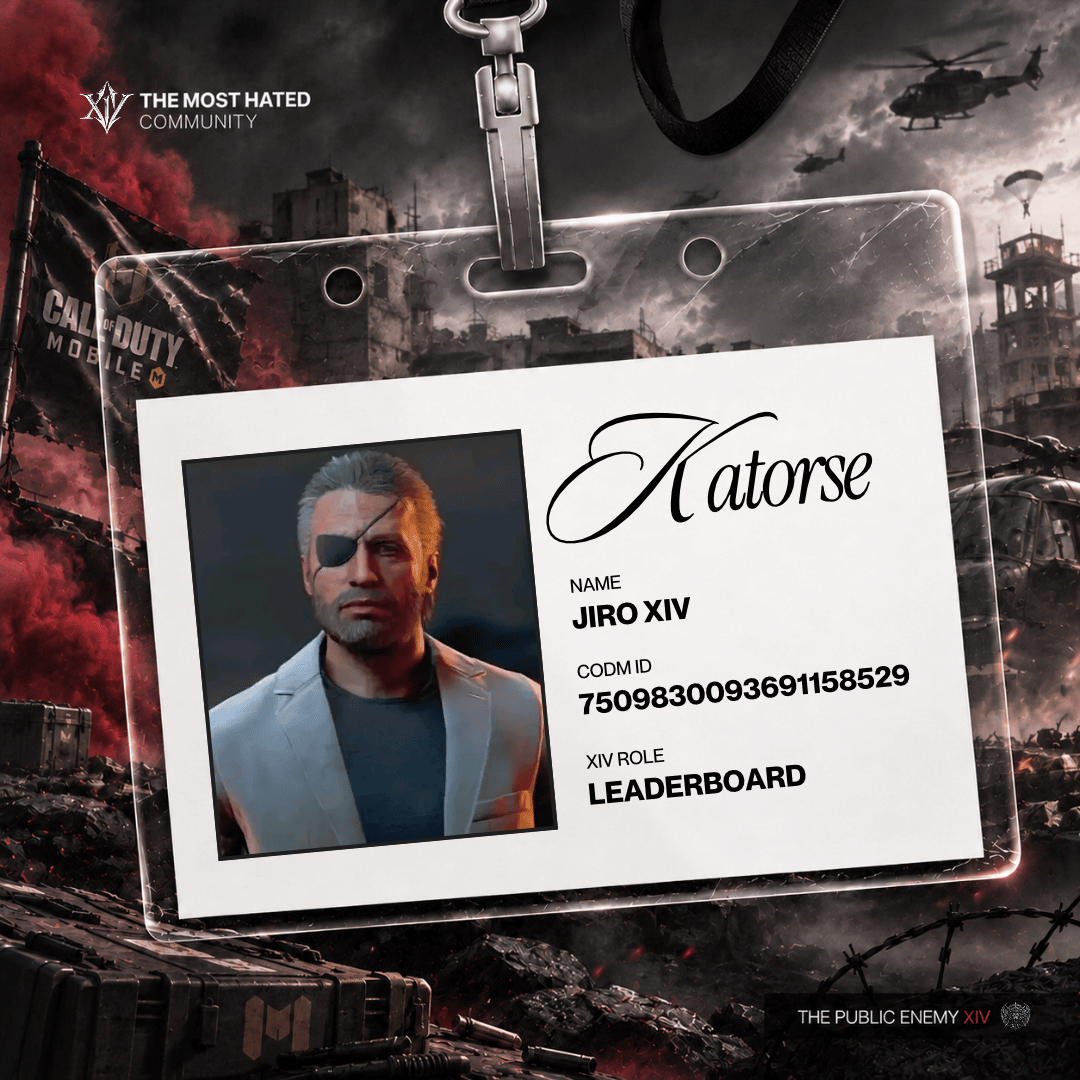 XIV
THE MOST HATED
COMMUNITY
CALL OF DUTY
MOBILE
Katorse
NAME
JIRO XIV
CODM ID
7509830093691158529
XIV ROLE
LEADERBOARD
THE PUBLIC ENEMY XIV